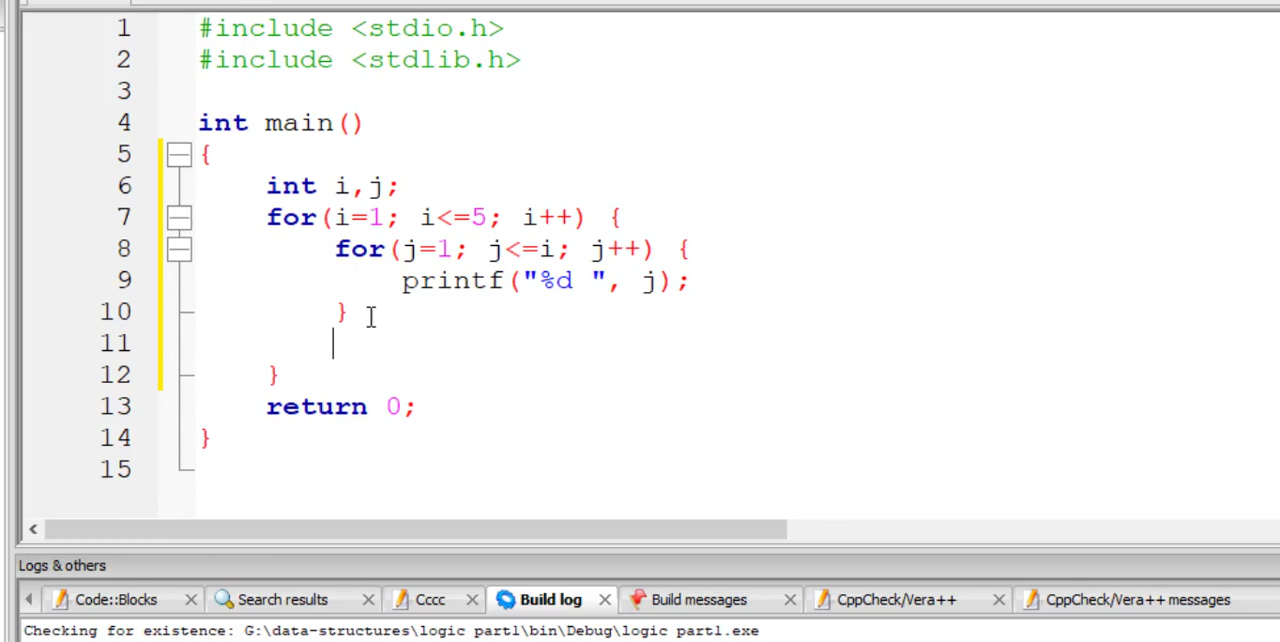 1 #include <stdio.h>
2 #include <stdlib.h>
3
4 int main()
5 {
6 int i,j;
7 for(i=1; i<=5; i++) {
8 for(j=1; j<=i; j++) {
9 printf("%d ", j);
10 }
11
12 }
13 return 0;
14 }
15
Logs & others
Code::Blocks Search results Cccc Build log Build messages CppCheck/Vera++ CppCheck/Vera++ messages
Checking for existence: G:\data-structures\logic part1\bin\Debug\logic part1.exe